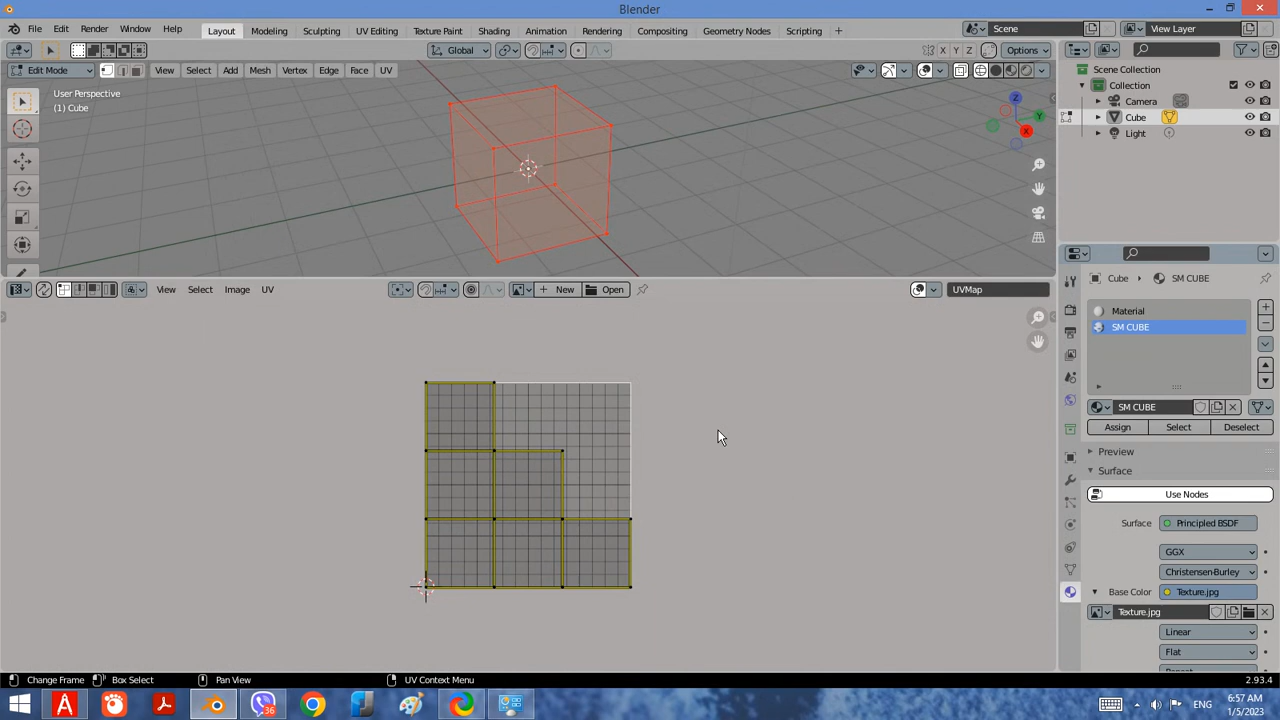 Blender
File Edit Render Window Help Layout Modeling Sculpting UV Editing Texture Paint Shading Animation Rendering Compositing Geometry Nodes Scripting + Scene View Layer
Global X Y Z Options
Edit Mode View Select Add Mesh Vertex Edge Face UV
User Perspective
(1) Cube
Z
Y
X
Scene Collection
Collection
Camera
Cube
Light
View Select Image UV New Open UVMap
Cube SM CUBE
Material
SM CUBE
SM CUBE
Assign Select Deselect
Preview
Surface
Use Nodes
Surface Principled BSDF
GGX
Christensen-Burley
Base Color Texture.jpg
Texture.jpg
Linear
Flat
Change Frame Box Select Pan View UV Context Menu 2.93.4
36
ENG
6:57 AM
1/5/2023